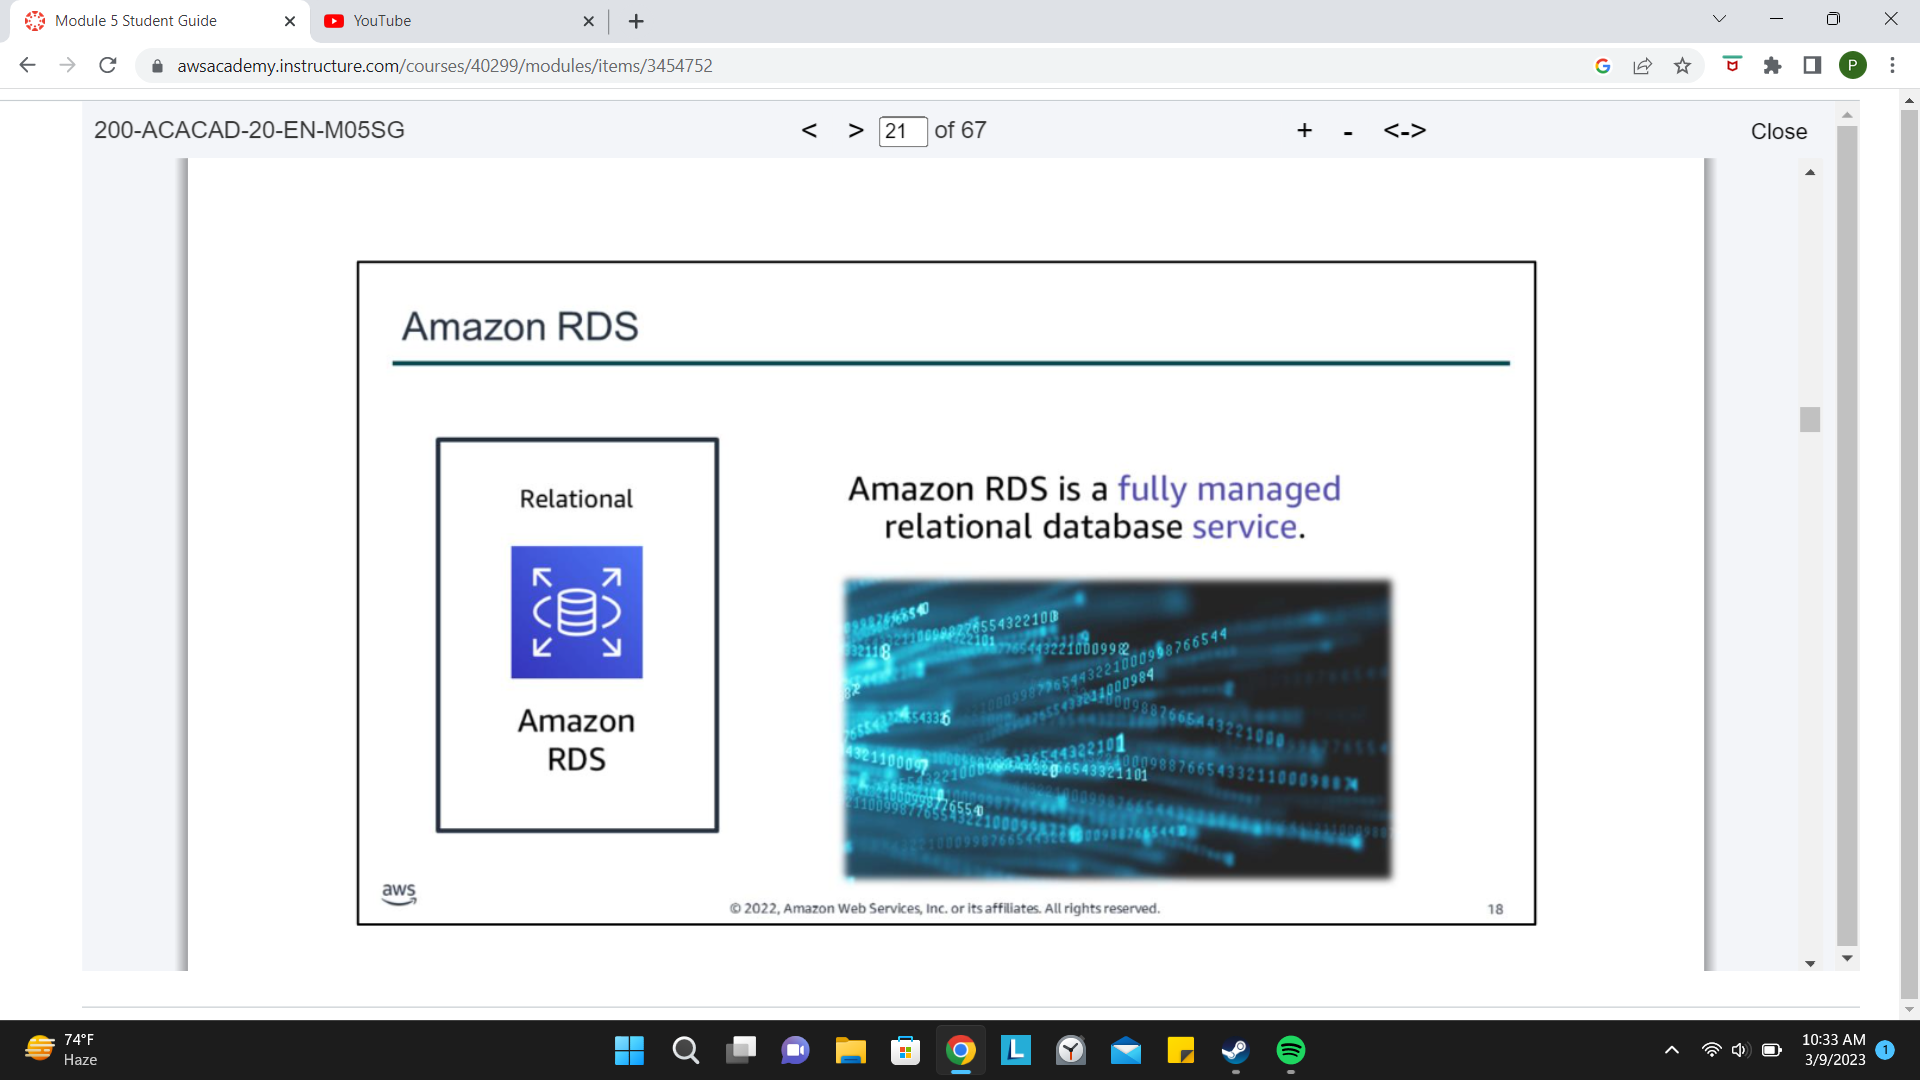 Module 5 Student Guide
YouTube
awsacademy.instructure.com/courses/40299/modules/items/3454752
P
200-ACACAD-20-EN-M05SG
< > 21 of 67
+ - <-> Close
Amazon RDS
Relational
Amazon
RDS
Amazon RDS is a fully managed
relational database service.
aws
© 2022, Amazon Web Services, Inc. or its affiliates. All rights reserved.
18
74°F
Haze
L
10:33 AM
3/9/2023
1